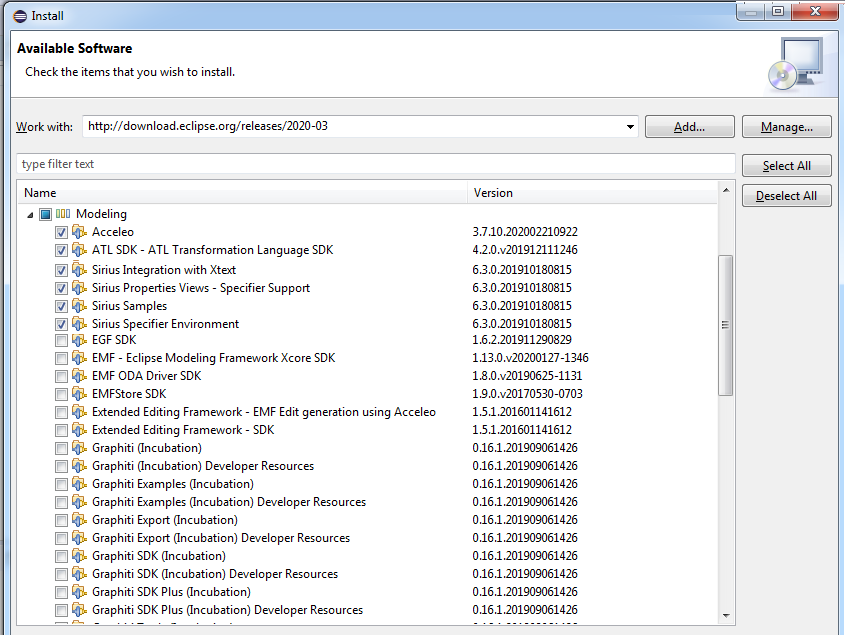 Install
Available Software
Check the items that you wish to install.
Work with: http://download.eclipse.org/releases/2020-03 Add... Manage...
type filter text Select All
Name Version Deselect All
Modeling
Acceleo 3.7.10.202002210922
ATL SDK - ATL Transformation Language SDK 4.2.0.v201912111246
Sirius Integration with Xtext 6.3.0.201910180815
Sirius Properties Views - Specifier Support 6.3.0.201910180815
Sirius Samples 6.3.0.201910180815
Sirius Specifier Environment 6.3.0.201910180815
EGF SDK 1.6.2.201911290829
EMF - Eclipse Modeling Framework Xcore SDK 1.13.0.v20200127-1346
EMF ODA Driver SDK 1.8.0.v20190625-1131
EMFStore SDK 1.9.0.v20170530-0703
Extended Editing Framework - EMF Edit generation using Acceleo 1.5.1.201601141612
Extended Editing Framework - SDK 1.5.1.201601141612
Graphiti (Incubation) 0.16.1.201909061426
Graphiti (Incubation) Developer Resources 0.16.1.201909061426
Graphiti Examples (Incubation) 0.16.1.201909061426
Graphiti Examples (Incubation) Developer Resources 0.16.1.201909061426
Graphiti Export (Incubation) 0.16.1.201909061426
Graphiti Export (Incubation) Developer Resources 0.16.1.201909061426
Graphiti SDK (Incubation) 0.16.1.201909061426
Graphiti SDK (Incubation) Developer Resources 0.16.1.201909061426
Graphiti SDK Plus (Incubation) 0.16.1.201909061426
Graphiti SDK Plus (Incubation) Developer Resources 0.16.1.201909061426